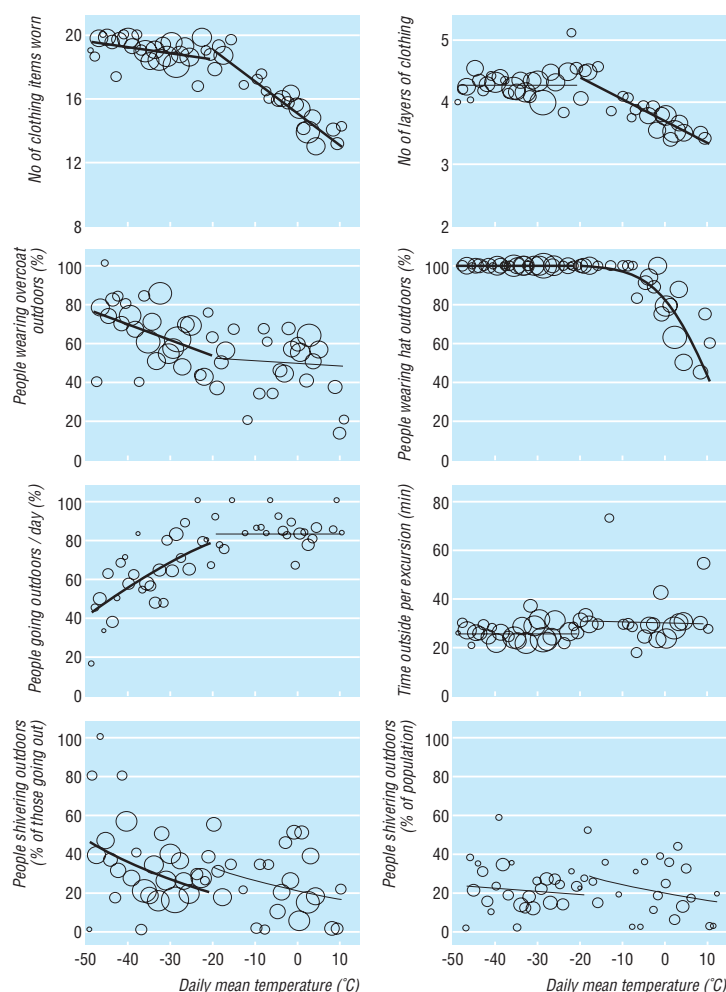 No of clothing items worn
20
16
12
8
No of layers of clothing
5
4
3
2
People wearing overcoat
outdoors (%)
100
80
60
40
20
0
People wearing hat outdoors (%)
100
80
60
40
20
0
People going outdoors / day (%)
100
80
60
40
20
0
Time outside per excursion (min)
80
60
40
20
0
People shivering outdoors
(% of those going out)
100
80
60
40
20
0
-50 -40 -30 -20 -10 0 10
Daily mean temperature (°C)
People shivering outdoors
(% of population)
100
80
60
40
20
0
-50 -40 -30 -20 -10 0 10
Daily mean temperature (°C)